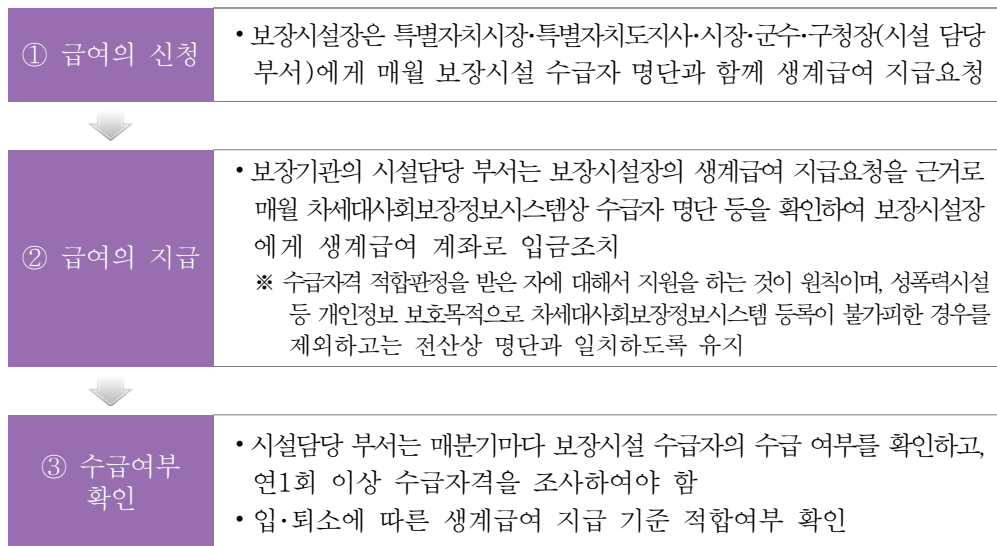 ① 급여의 신청
• 보장시설장은 특별자치시장·특별자치도지사·시장·군수·구청장(시설 담당
부서)에게 매월 보장시설 수급자 명단과 함께 생계급여 지급요청
② 급여의 지급
• 보장기관의 시설담당 부서는 보장시설장의 생계급여 지급요청을 근거로
매월 차세대사회보장정보시스템상 수급자 명단 등을 확인하여 보장시설장
에게 생계급여 계좌로 입금조치
※ 수급자격 적합판정을 받은 자에 대해서 지원을 하는 것이 원칙이며, 성폭력시설
등 개인정보 보호목적으로 차세대사회보장정보시스템 등록이 불가피한 경우를
제외하고는 전산상 명단과 일치하도록 유지
③ 수급여부
확인
• 시설담당 부서는 매분기마다 보장시설 수급자의 수급 여부를 확인하고,
연1회 이상 수급자격을 조사하여야 함
• 입·퇴소에 따른 생계급여 지급 기준 적합여부 확인